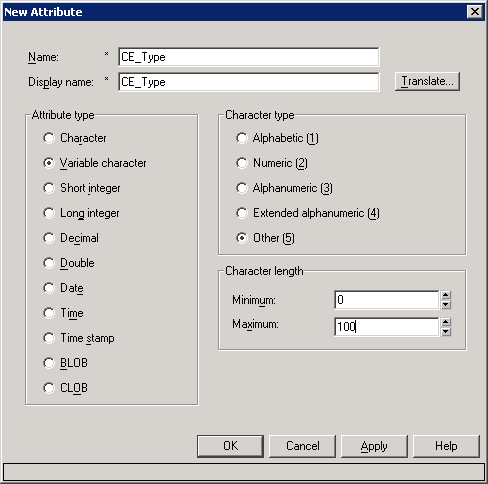 New Attribute
Name: * CE_Type
Display name: * CE_Type Translate...
Attribute type
Character
Variable character
Short integer
Long integer
Decimal
Double
Date
Time
Time stamp
BLOB
CLOB
Character type
Alphabetic (1)
Numeric (2)
Alphanumeric (3)
Extended alphanumeric (4)
Other (5)
Character length
Minimum: 0
Maximum: 100
OK Cancel Apply Help